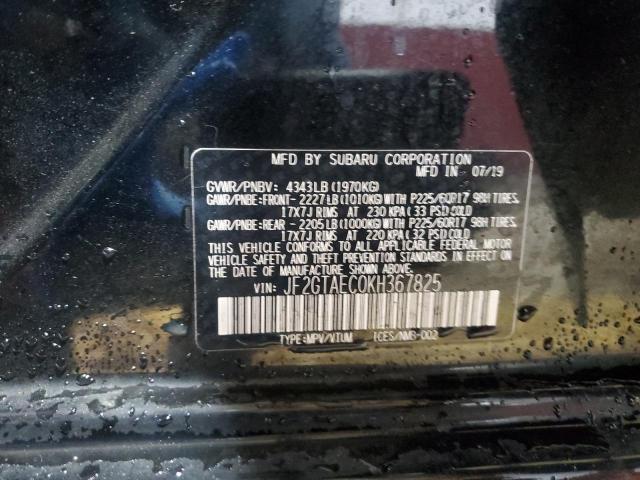 MFD BY SUBARU CORPORATION
MFD IN 07/19
GVWR/PNBV: 4343LB(1970KG)
GAWR/PNBE:FRONT- 2227LB(1010KG)WITH P225/60R17 98H TIRES,
17X7J RIMS AT 230 KPA(33 PSI)COLD
GAWR/PNBE:REAR - 2205LB(1000KG)WITH P225/60R17 98H TIRES,
17X7J RIMS AT 220 KPA(32 PSI)COLD
THIS VEHICLE CONFORMS TO ALL APPLICABLE FEDERAL MOTOR
VEHICLE SAFETY AND THEFT PREVENTION STANDARDS IN EFFECT
ON THE DATE OF MANUFACTURE SHOWN ABOVE.
VIN: JF2GTAEC0KH367825
TYPE:MPV/VTUM ICES/NMB-002